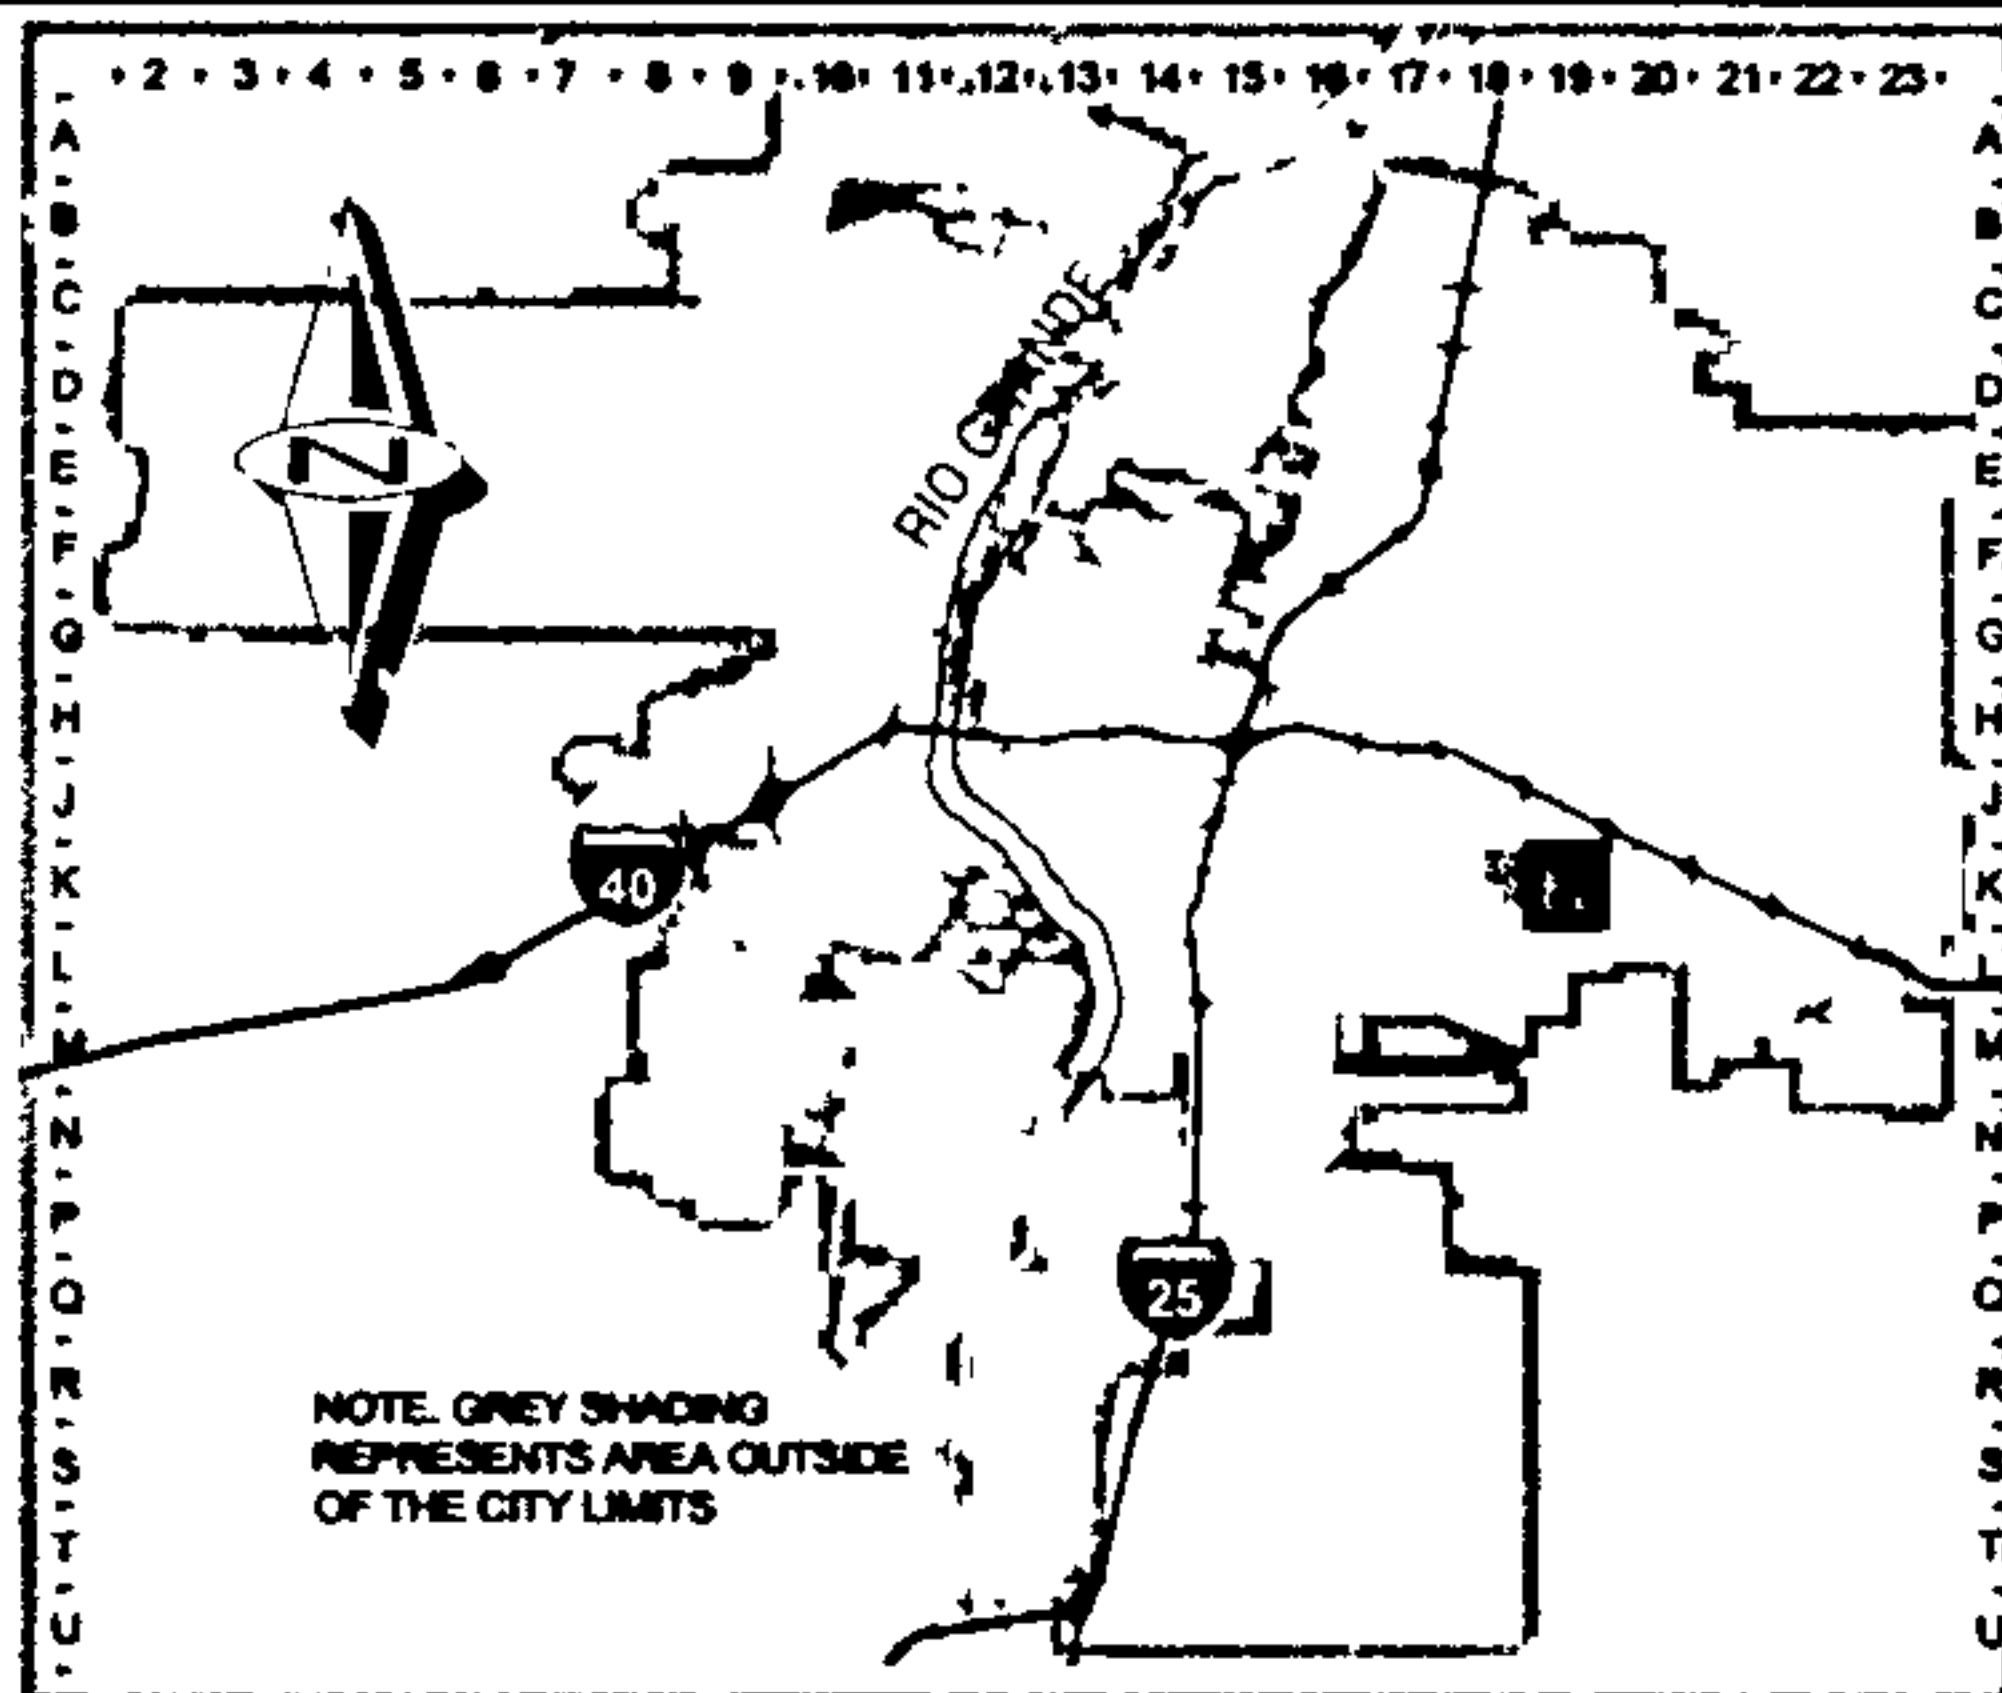 2 3 4 5 6 7 8 9 10 11 12 13 14 15 16 17 18 19 20 21 22 23
A A
B B
C C
D D
E E
F F
G G
H H
J J
K K
L L
M M
N N
P P
Q Q
R R
S S
T T
U U
RIO GRANDE
N
40
25
NOTE. GREY SHADING
REPRESENTS AREA OUTSIDE
OF THE CITY LIMITS